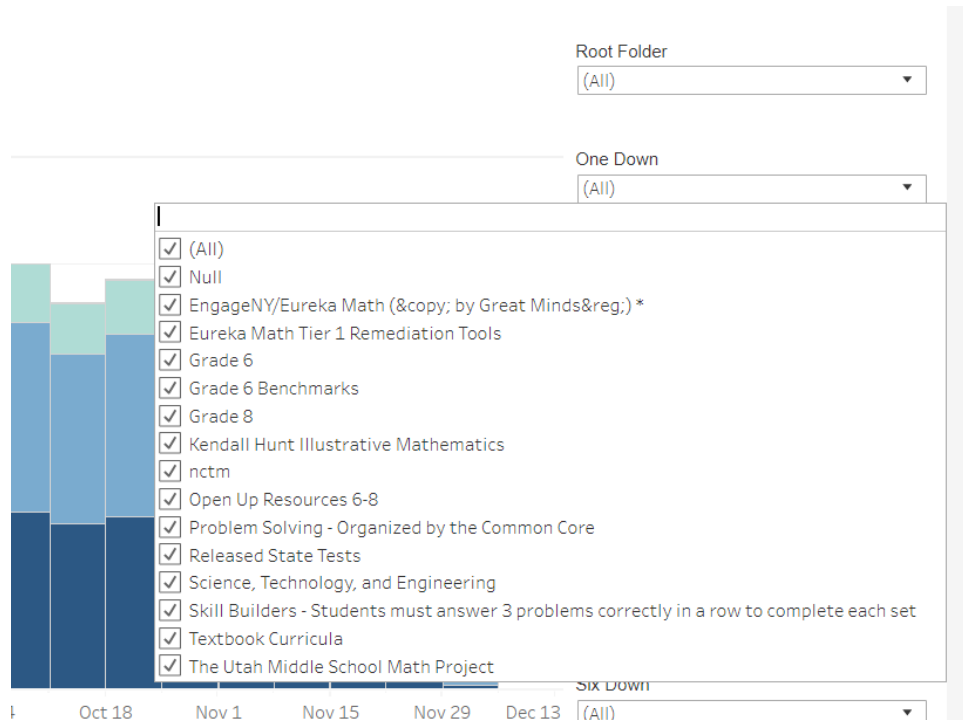 Root Folder
(All)
One Down
(All)
(All)
Null
EngageNY/Eureka Math (&copy; by Great Minds&reg;) *
Eureka Math Tier 1 Remediation Tools
Grade 6
Grade 6 Benchmarks
Grade 8
Kendall Hunt Illustrative Mathematics
nctm
Open Up Resources 6-8
Problem Solving - Organized by the Common Core
Released State Tests
Science, Technology, and Engineering
Skill Builders - Students must answer 3 problems correctly in a row to complete each set
Textbook Curricula
The Utah Middle School Math Project
Six Down
Oct 18 Nov 1 Nov 15 Nov 29 Dec 13 (All)